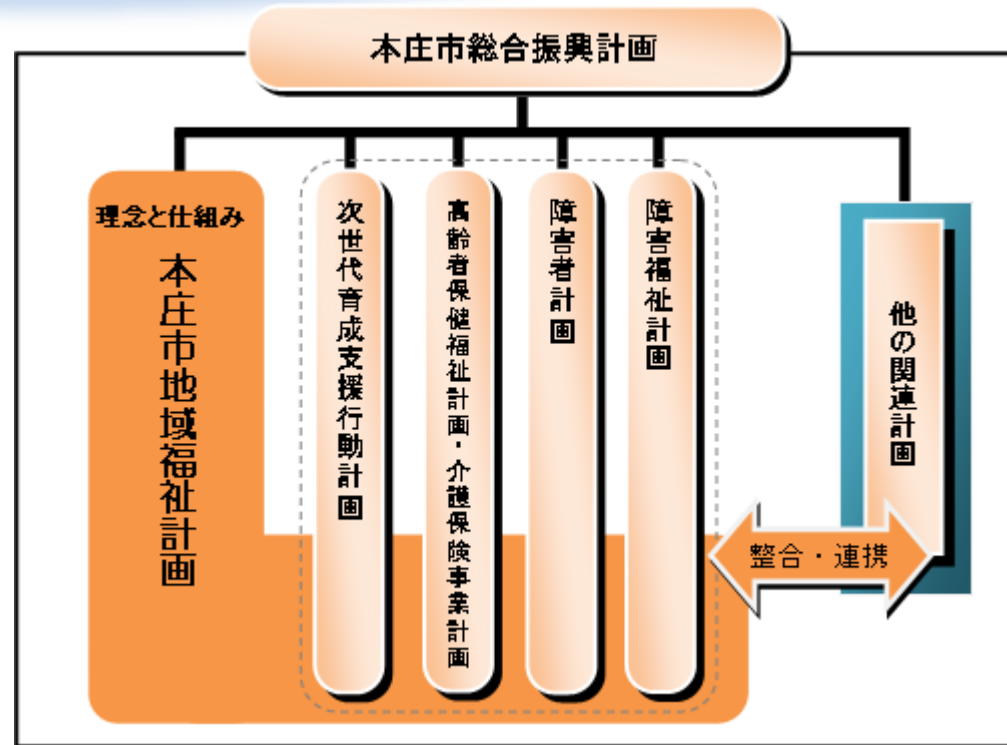 本庄市総合振興計画
理念と仕組み
本庄市地域福祉計画
次世代育成支援行動計画
高齢者保健福祉計画・介護保険事業計画
障害者計画
障害福祉計画
他の関連計画
整合・連携